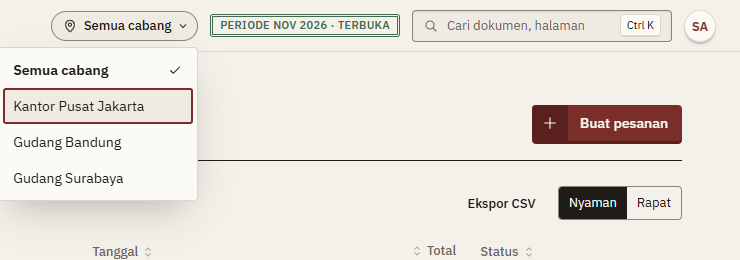 Semua cabang
PERIODE NOV 2026 · TERBUKA
Cari dokumen, halaman
Ctrl K
SA
Semua cabang
Kantor Pusat Jakarta
Gudang Bandung
Gudang Surabaya
Buat pesanan
Ekspor CSV
Nyaman
Rapat
Tanggal
Total
Status